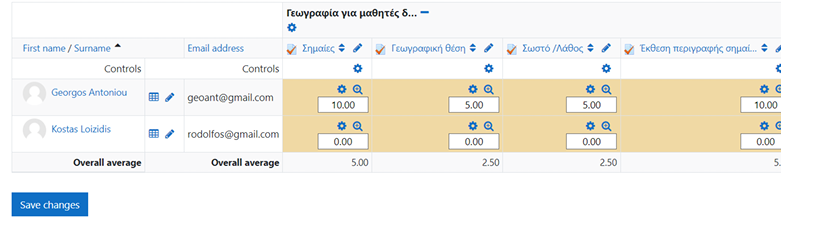 Γεωγραφία για μαθητές δ...
First name / Surname Email address Σημαίες Γεωγραφική θέση Σωστό /Λάθος Έκθεση περιγραφής σημαί...
Controls Controls
Georgos Antoniou geoant@gmail.com 10.00 5.00 5.00 10.00
Kostas Loizidis rodolfos@gmail.com 0.00 0.00 0.00 0.00
Overall average Overall average 5.00 2.50 2.50 5.
Save changes